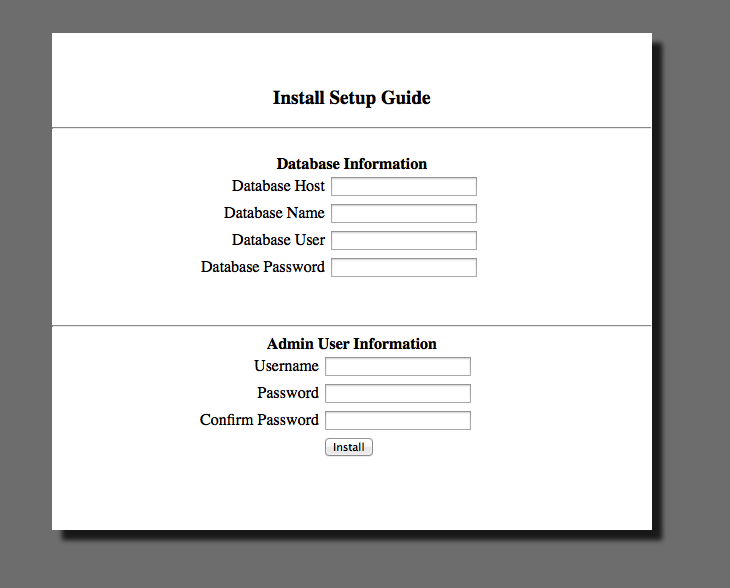 Install Setup Guide
Database Information
Database Host
Database Name
Database User
Database Password
Admin User Information
Username
Password
Confirm Password
Install